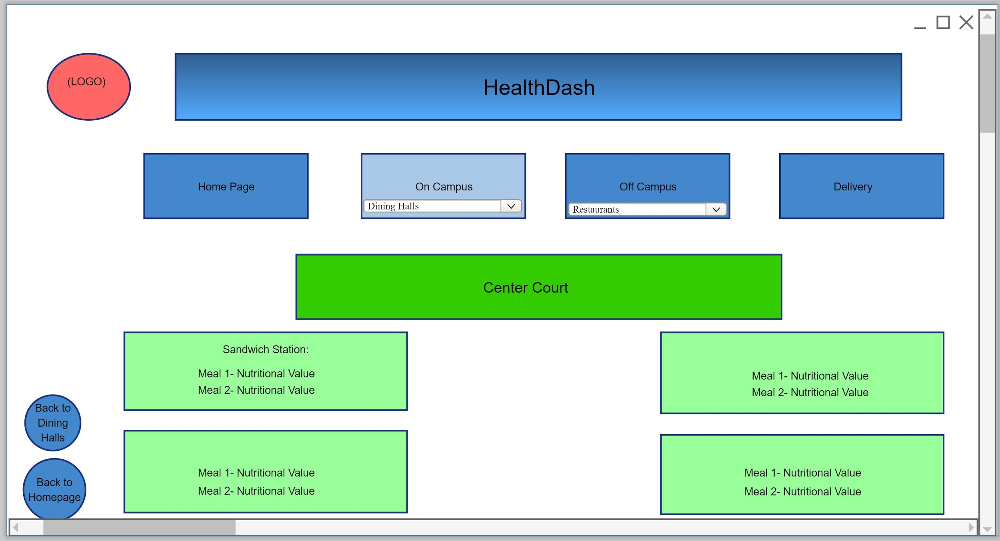 (LOGO)
HealthDash
Home Page
On Campus
Dining Halls
Off Campus
Restaurants
Delivery
Center Court
Sandwich Station:
Meal 1- Nutritional Value
Meal 2- Nutritional Value
Meal 1- Nutritional Value
Meal 2- Nutritional Value
Back to
Dining
Halls
Back to
Homepage
Meal 1- Nutritional Value
Meal 2- Nutritional Value
Meal 1- Nutritional Value
Meal 2- Nutritional Value